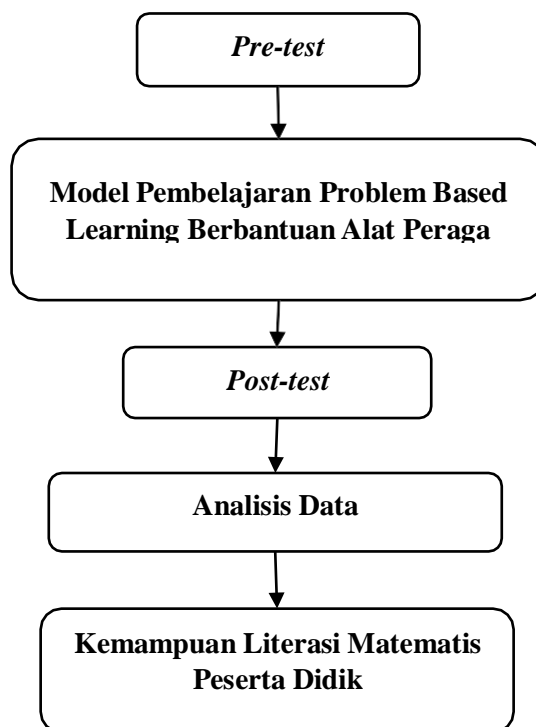 Pre-test
Model Pembelajaran Problem Based
Learning Berbantuan Alat Peraga
Post-test
Analisis Data
Kemampuan Literasi Matematis
Peserta Didik